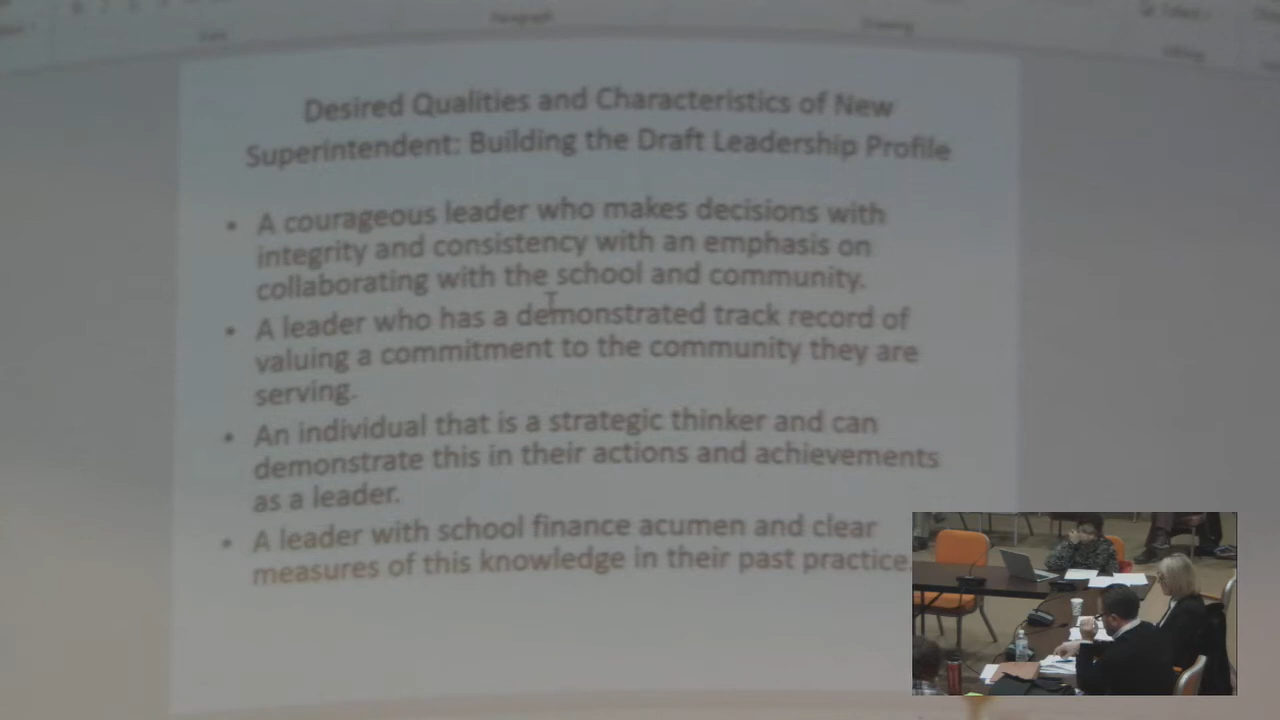 Paragraph
Drawing
Editing
Desired Qualities and Characteristics of New
Superintendent: Building the Draft Leadership Profile
• A courageous leader who makes decisions with
integrity and consistency with an emphasis on
collaborating with the school and community.
• A leader who has a demonstrated track record of
valuing a commitment to the community they are
serving.
• An individual that is a strategic thinker and can
demonstrate this in their actions and achievements
as a leader.
• A leader with school finance acumen and clear
measures of this knowledge in their past practice.